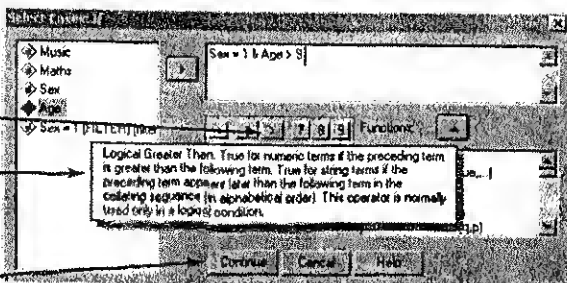 Select Cases: If
Music
Maths
Sex
Age
Sex = 1 & Age > 9
Sex = 1 [FILTER]
> 7 8 9 Functions:
Logical Greater Than. True for numeric terms if the preceding term
is greater than the following term. True for string terms if the
preceding term appears later than the following term in the
collating sequence (in alphabetical order). This operator is normally
used only in a logical condition.
Continue Cancel Help